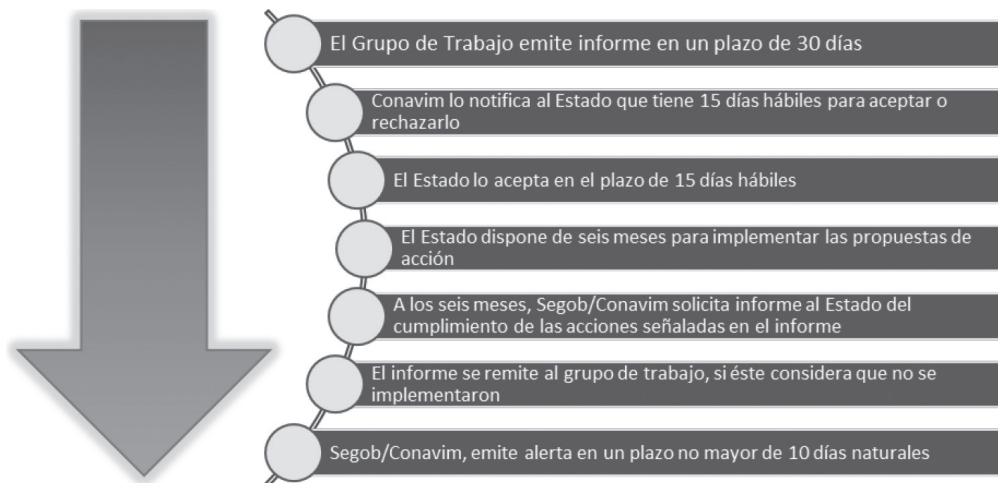 El Grupo de Trabajo emite informe en un plazo de 30 días
Conavim lo notifica al Estado que tiene 15 días hábiles para aceptar o
rechazarlo
El Estado lo acepta en el plazo de 15 días hábiles
El Estado dispone de seis meses para implementar las propuestas de
acción
A los seis meses, Segob/Conavim solicita informe al Estado del
cumplimiento de las acciones señaladas en el informe
El informe se remite al grupo de trabajo, si éste considera que no se
implementaron
Segob/Conavim, emite alerta en un plazo no mayor de 10 días naturales